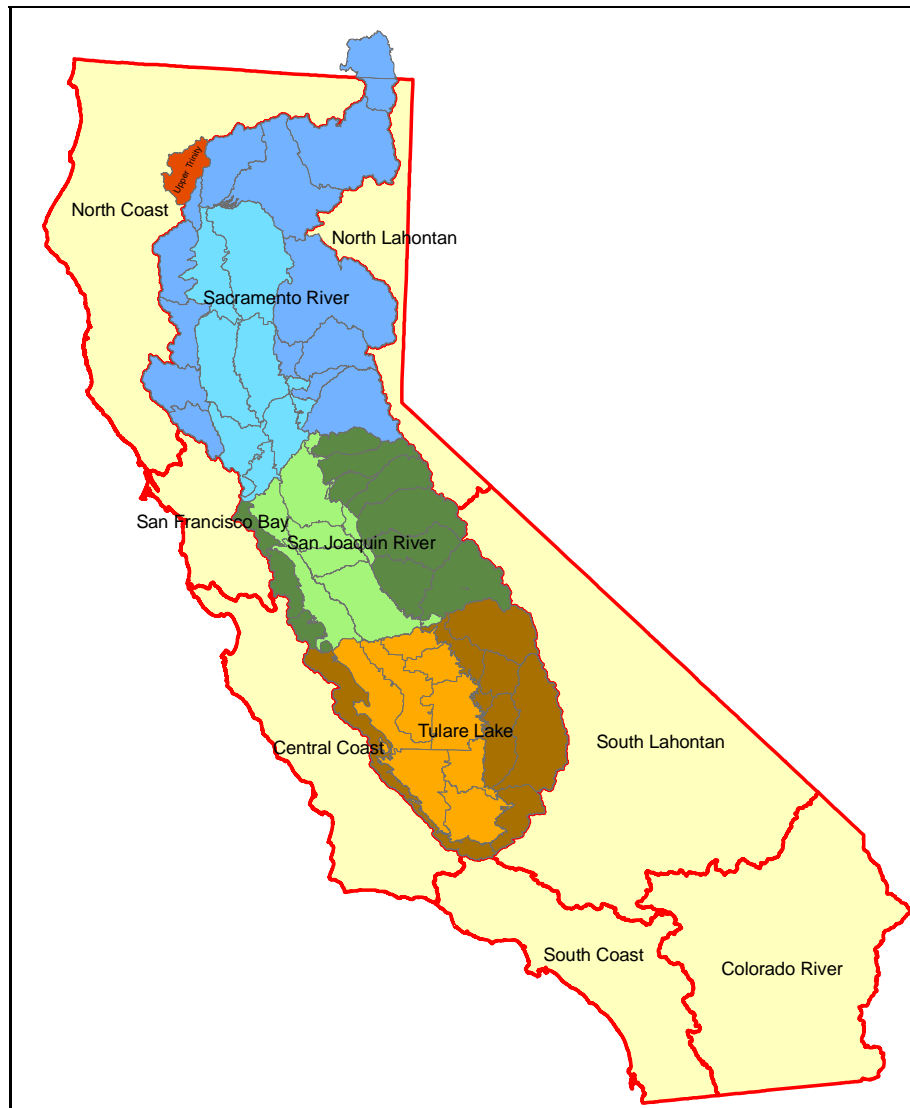 Upper Trinity
North Coast
North Lahontan
Sacramento River
San Francisco Bay
San Joaquin River
Tulare Lake
Central Coast
South Lahontan
South Coast
Colorado River